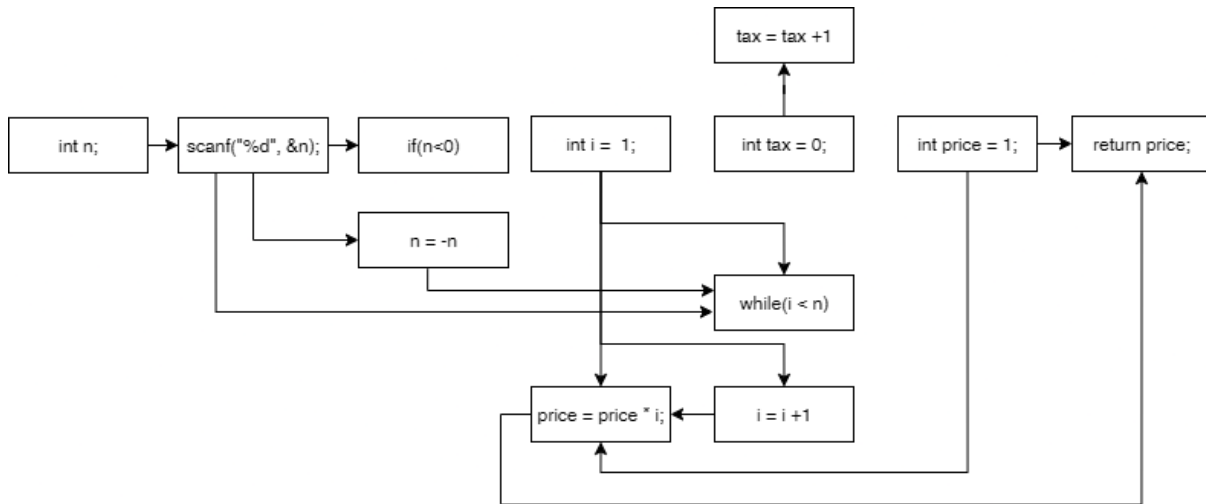 tax = tax +1
int n;
scanf("%d", &n);
if(n<0)
int i = 1;
int tax = 0;
int price = 1;
return price;
n = -n
while(i < n)
price = price * i;
i = i +1